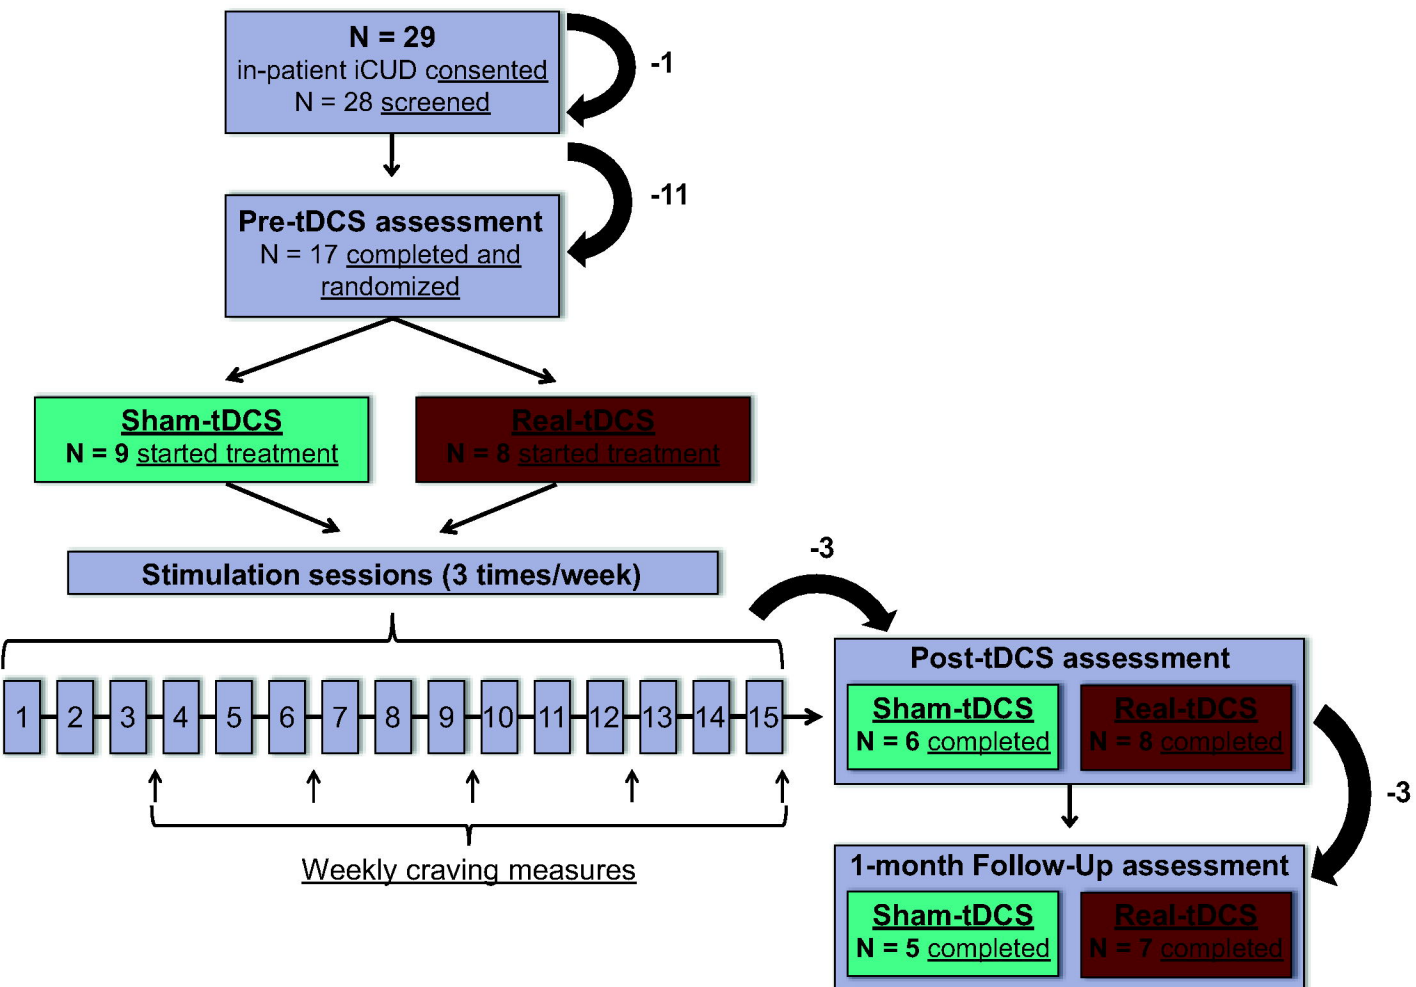 N = 29
in-patient iCUD consented
N = 28 screened
-1
-11
Pre-tDCS assessment
N = 17 completed and
randomized
Sham-tDCS
N = 9 started treatment
Real-tDCS
N = 8 started treatment
Stimulation sessions (3 times/week)
-3
1 2 3 4 5 6 7 8 9 10 11 12 13 14 15
Weekly craving measures
Post-tDCS assessment
Sham-tDCS
N = 6 completed
Real-tDCS
N = 8 completed
-3
1-month Follow-Up assessment
Sham-tDCS
N = 5 completed
Real-tDCS
N = 7 completed